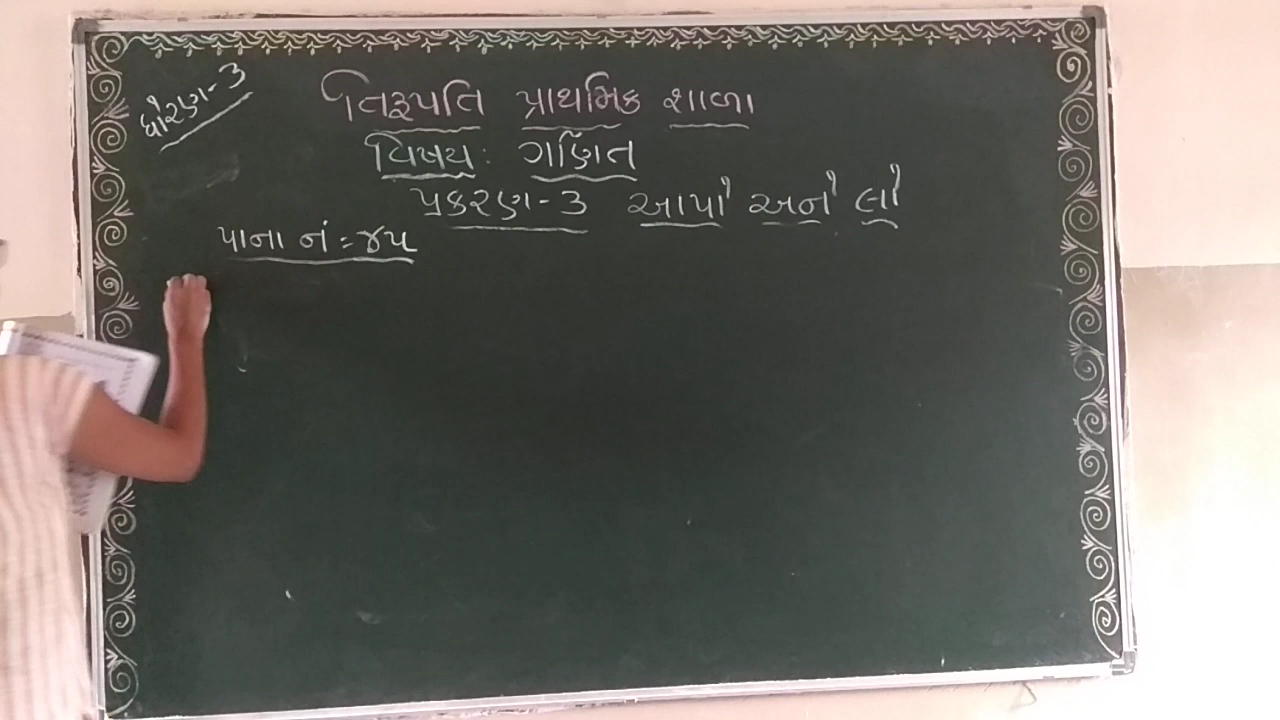 ધોરણ-૩
તિરૂપતિ પ્રાથમિક શાળા
વિષય: ગણિત
પ્રકરણ-૩ આપો અને લો
પાના નં = ૪૫